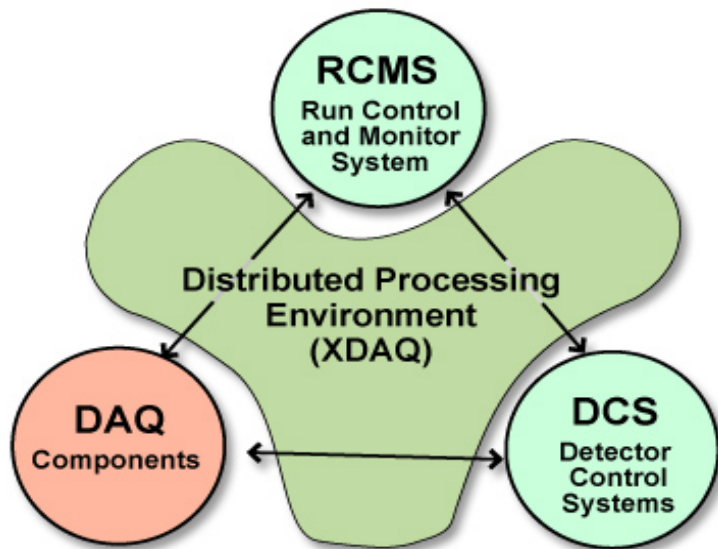 RCMS
Run Control
and Monitor
System
Distributed Processing
Environment
(XDAQ)
DAQ
Components
DCS
Detector
Control
Systems